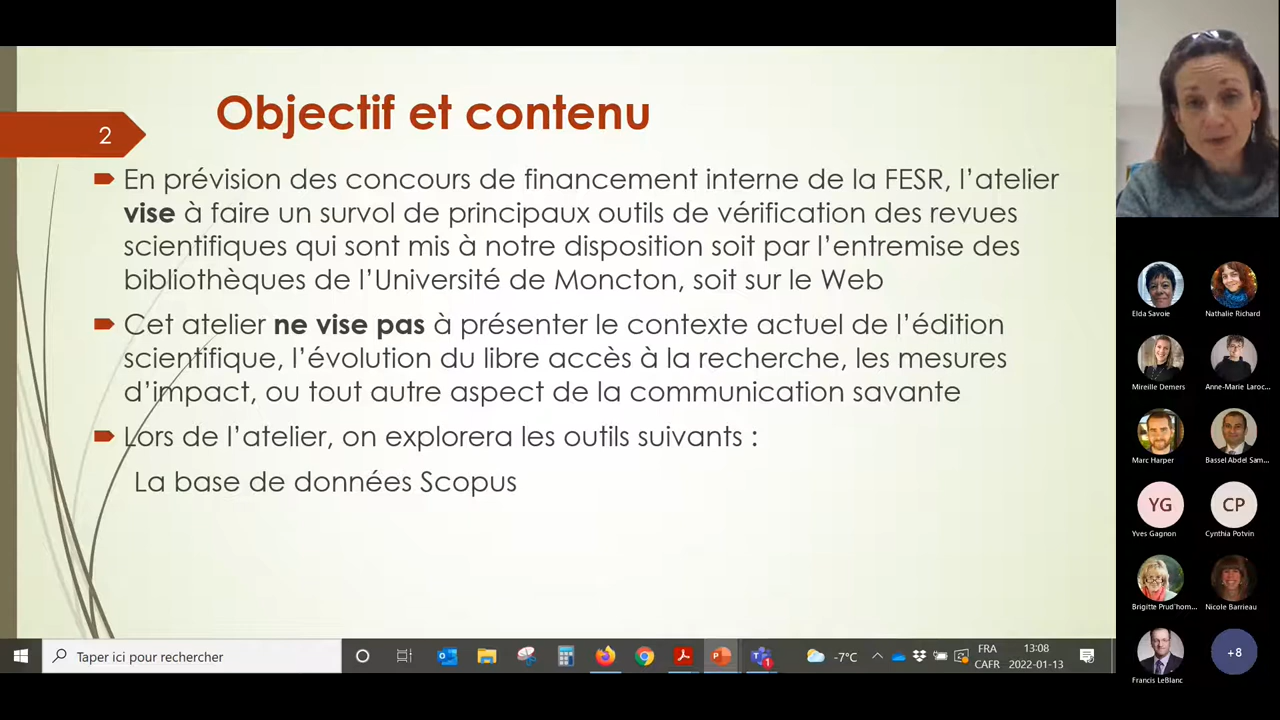 Objectif et contenu
2
En prévision des concours de financement interne de la FESR, l'atelier
vise à faire un survol de principaux outils de vérification des revues
scientifiques qui sont mis à notre disposition soit par l'entremise des
bibliothèques de l'Université de Moncton, soit sur le Web
Cet atelier ne vise pas à présenter le contexte actuel de l'édition
scientifique, l'évolution du libre accès à la recherche, les mesures
d'impact, ou tout autre aspect de la communication savante
Lors de l'atelier, on explorera les outils suivants :
La base de données Scopus
Elda Savoie
Nathalie Richard
Mireille Demers
Anne-Marie Laroc...
Marc Harper
Bassel Abdel Sam...
YG
CP
Yves Gagnon
Cynthia Potvin
Brigitte Prud'hom...
Nicole Barrieau
Francis LeBlanc
+8
Taper ici pour rechercher
-7°C
FRA
CAFR
13:08
2022-01-13